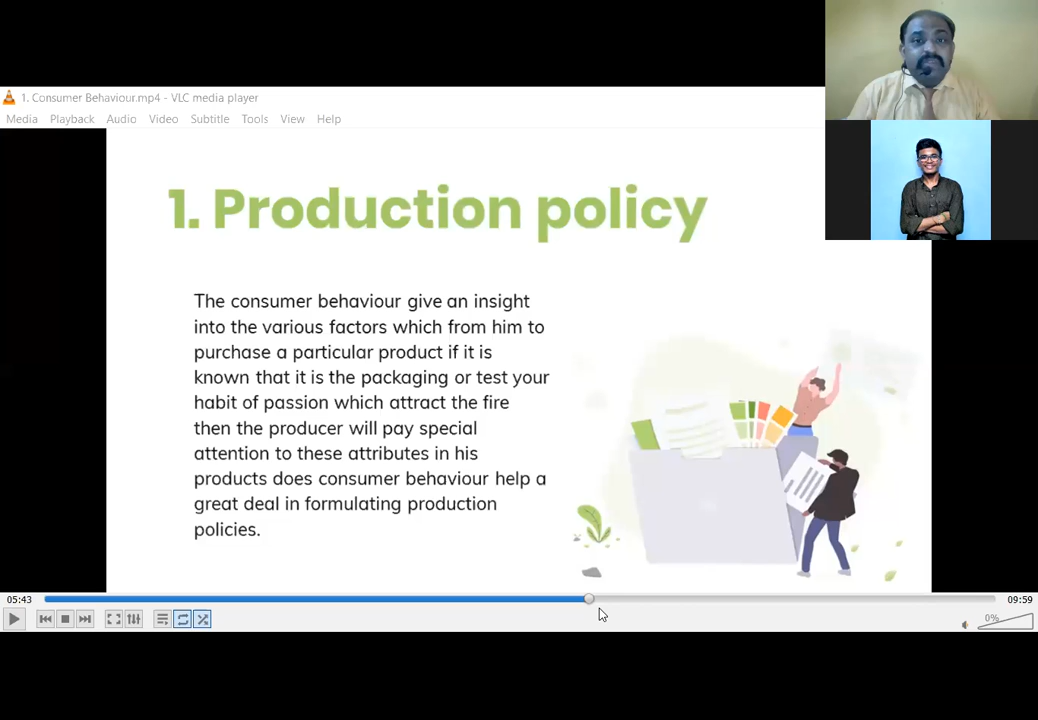 1. Consumer Behaviour.mp4 - VLC media player
Media Playback Audio Video Subtitle Tools View Help
1. Production policy
The consumer behaviour give an insight
into the various factors which from him to
purchase a particular product if it is
known that it is the packaging or test your
habit of passion which attract the fire
then the producer will pay special
attention to these attributes in his
products does consumer behaviour help a
great deal in formulating production
policies.
05:43 09:59
0%